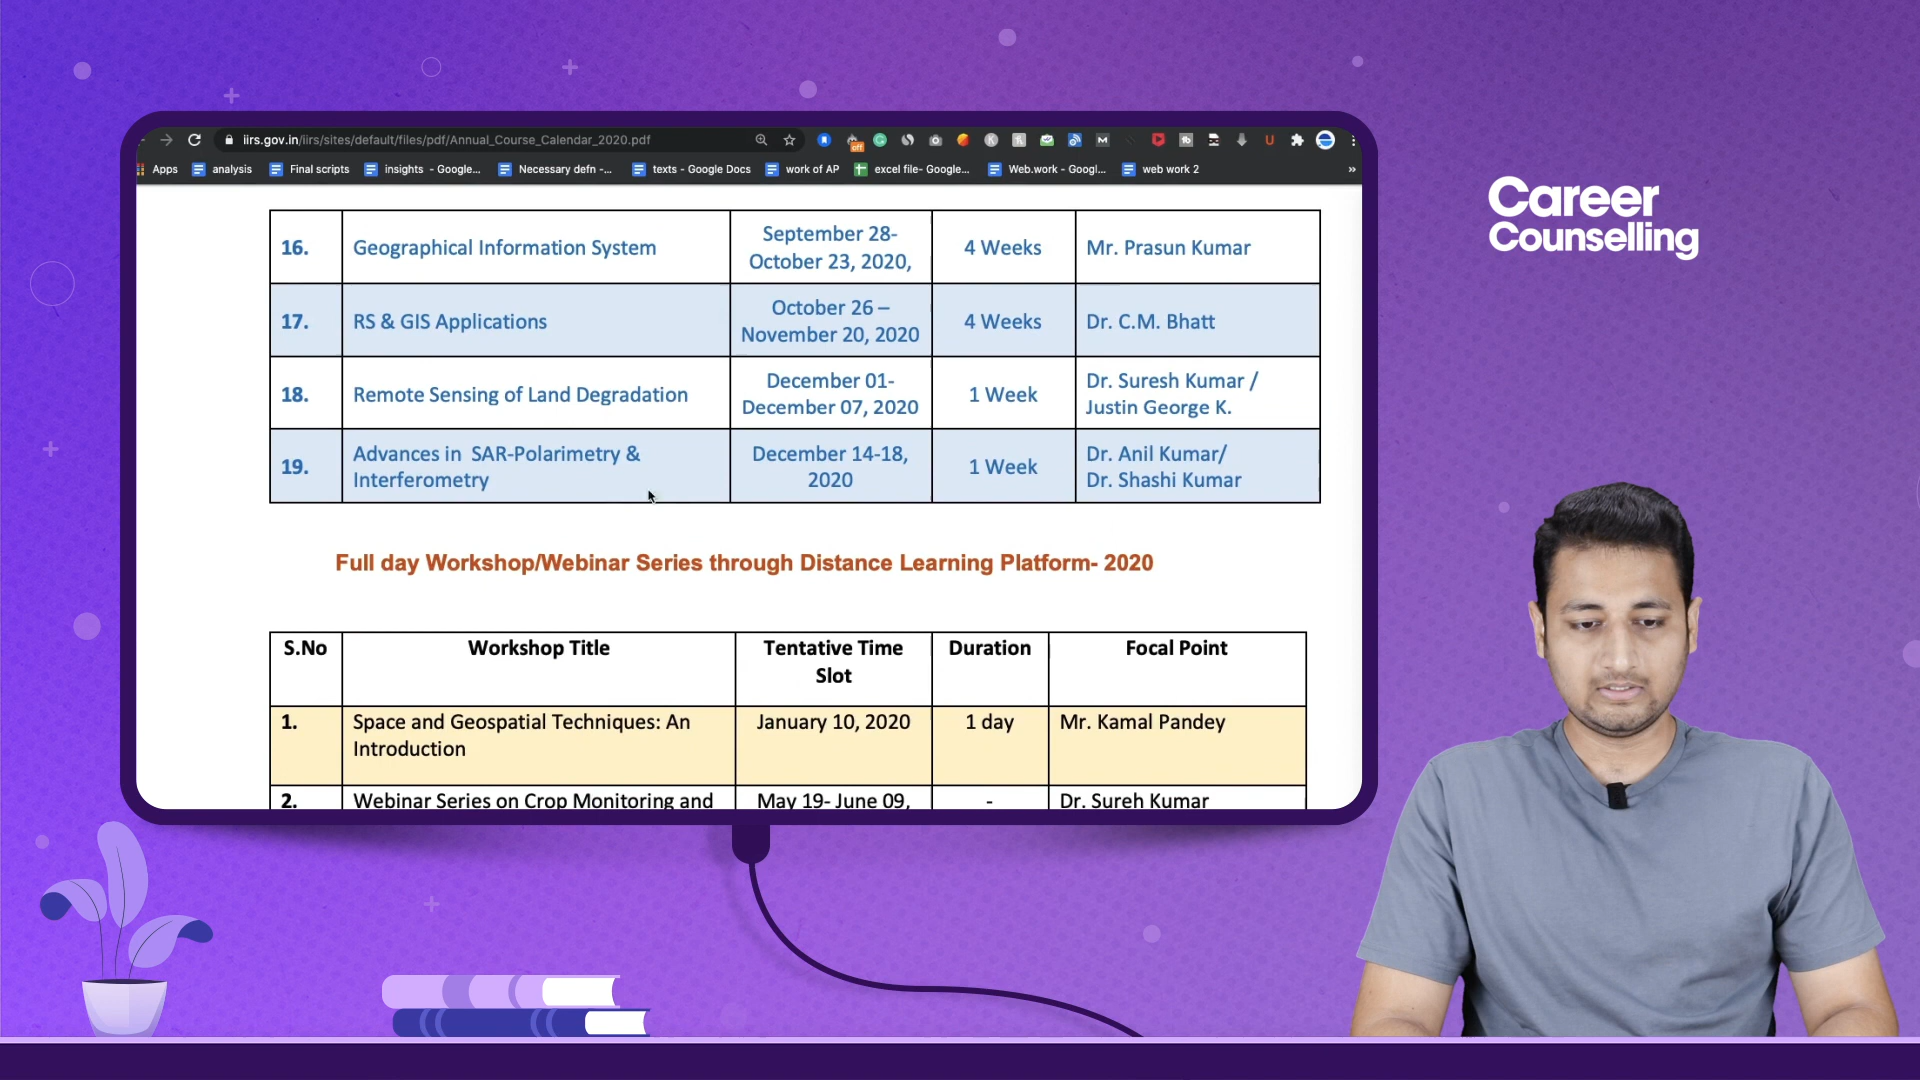 iirs.gov.in/iirs/sites/default/files/pdf/Annual_Course_Calendar_2020.pdf
Apps analysis Final scripts insights - Google... Necessary defn -... texts - Google Docs work of AP excel file- Google... Web.work - Googl... web work 2 »
Career
Counselling
16. Geographical Information System September 28- 4 Weeks Mr. Prasun Kumar
October 23, 2020,
17. RS & GIS Applications October 26 – 4 Weeks Dr. C.M. Bhatt
November 20, 2020
18. Remote Sensing of Land Degradation December 01- 1 Week Dr. Suresh Kumar /
December 07, 2020 Justin George K.
19. Advances in SAR-Polarimetry & December 14-18, 1 Week Dr. Anil Kumar/
Interferometry 2020 Dr. Shashi Kumar
Full day Workshop/Webinar Series through Distance Learning Platform- 2020
S.No Workshop Title Tentative Time Duration Focal Point
Slot
1. Space and Geospatial Techniques: An January 10, 2020 1 day Mr. Kamal Pandey
Introduction
2. Webinar Series on Crop Monitoring and May 19- June 09, - Dr. Sureh Kumar